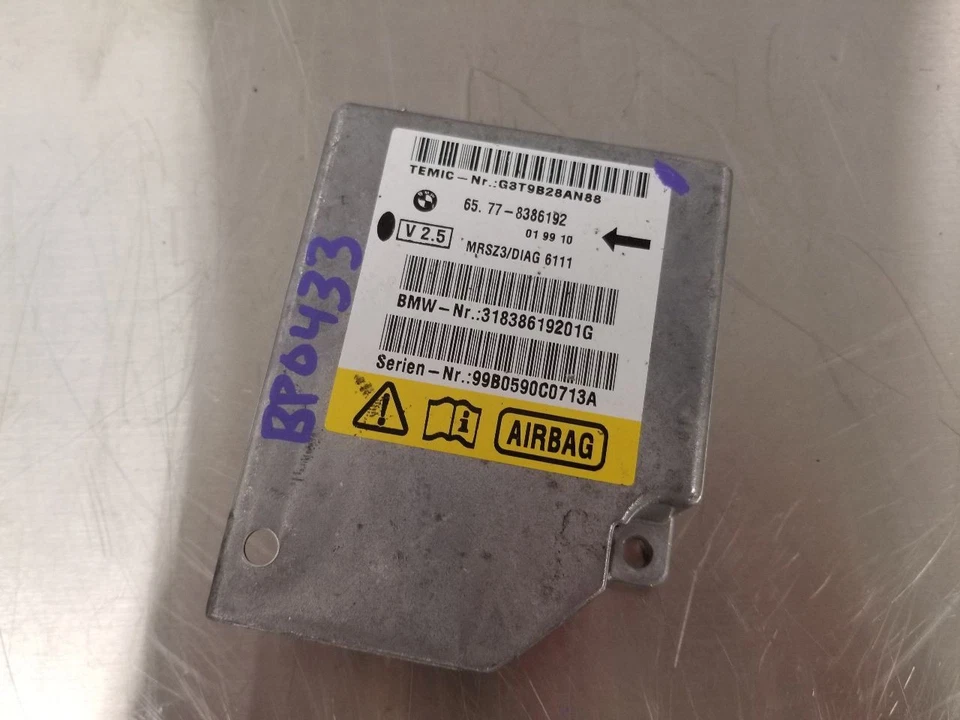 TEMIC-Nr.:G3T9B28AN88
65. 77-8386192
01 99 10
V 2.5
MRSZ3/DIAG 6111
BMW-Nr.:31838619201G
Serien-Nr.:99B0590C0713A
AIRBAG
BP0433